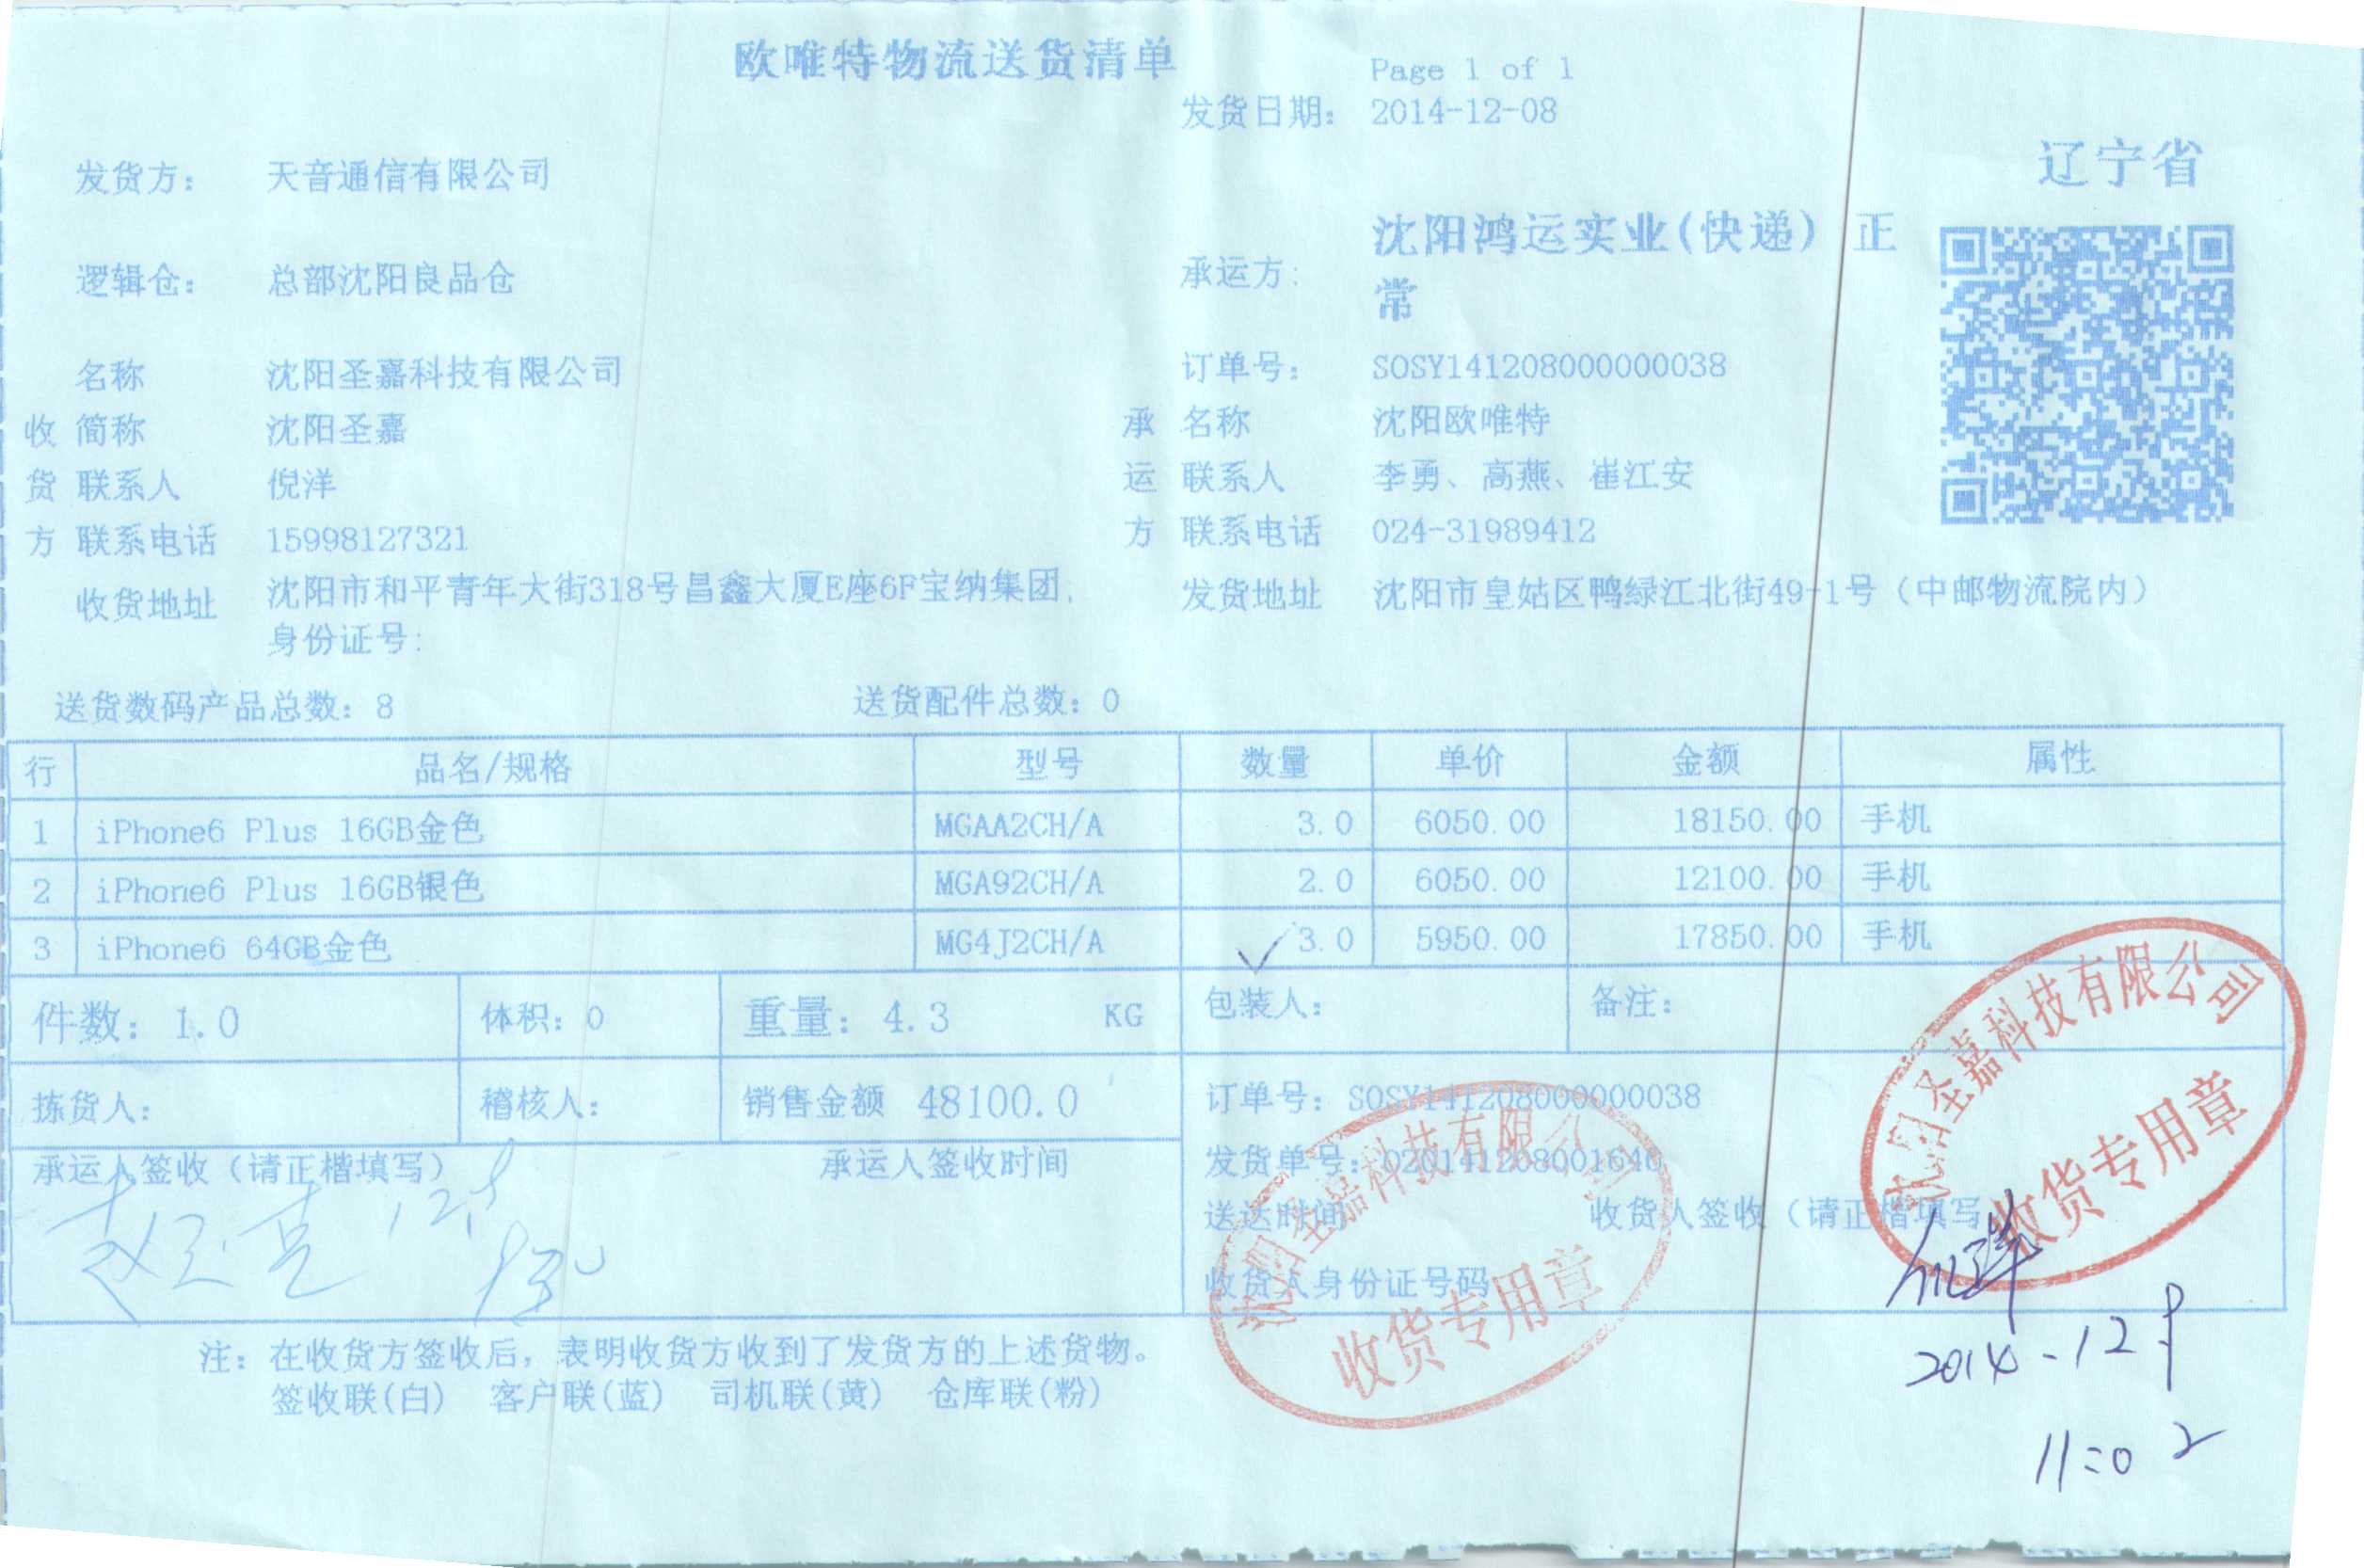 欧唯特物流送货清单
Page 1 of 1
发货日期: 2014-12-08
辽宁省
发货方: 天音通信有限公司
承运方: 沈阳鸿运实业(快递) 正常
逻辑仓: 总部沈阳良品仓
订单号: SOSY141208000000038
收货方
名称 沈阳圣嘉科技有限公司
简称 沈阳圣嘉
联系人 倪洋
联系电话 15998127321
收货地址 沈阳市和平青年大街318号昌鑫大厦E座6F宝纳集团,
身份证号:
承运方
名称 沈阳欧唯特
联系人 李勇、高燕、崔江安
联系电话 024-31989412
发货地址 沈阳市皇姑区鸭绿江北街49-1号（中邮物流院内）
送货数码产品总数: 8 送货配件总数: 0
行 品名/规格 型号 数量 单价 金额 属性
1 iPhone6 Plus 16GB金色 MGAA2CH/A 3.0 6050.00 18150.00 手机
2 iPhone6 Plus 16GB银色 MGA92CH/A 2.0 6050.00 12100.00 手机
3 iPhone6 64GB金色 MG4J2CH/A 3.0 5950.00 17850.00 手机
件数: 1.0 体积: 0 重量: 4.3 KG 包装人: 备注:
拣货人: 稽核人: 销售金额 48100.0 订单号: SOSY141208000000038
承运人签收（请正楷填写） 承运人签收时间
发货单号: 020141208001646
送达时间 收货人签收（请正楷填写
收货人身份证号码
沈阳圣嘉科技有限公司
收货专用章
沈阳圣嘉科技有限公司
收货专用章
2014-12
11:02
注: 在收货方签收后, 表明收货方收到了发货方的上述货物。
签收联(白) 客户联(蓝) 司机联(黄) 仓库联(粉)